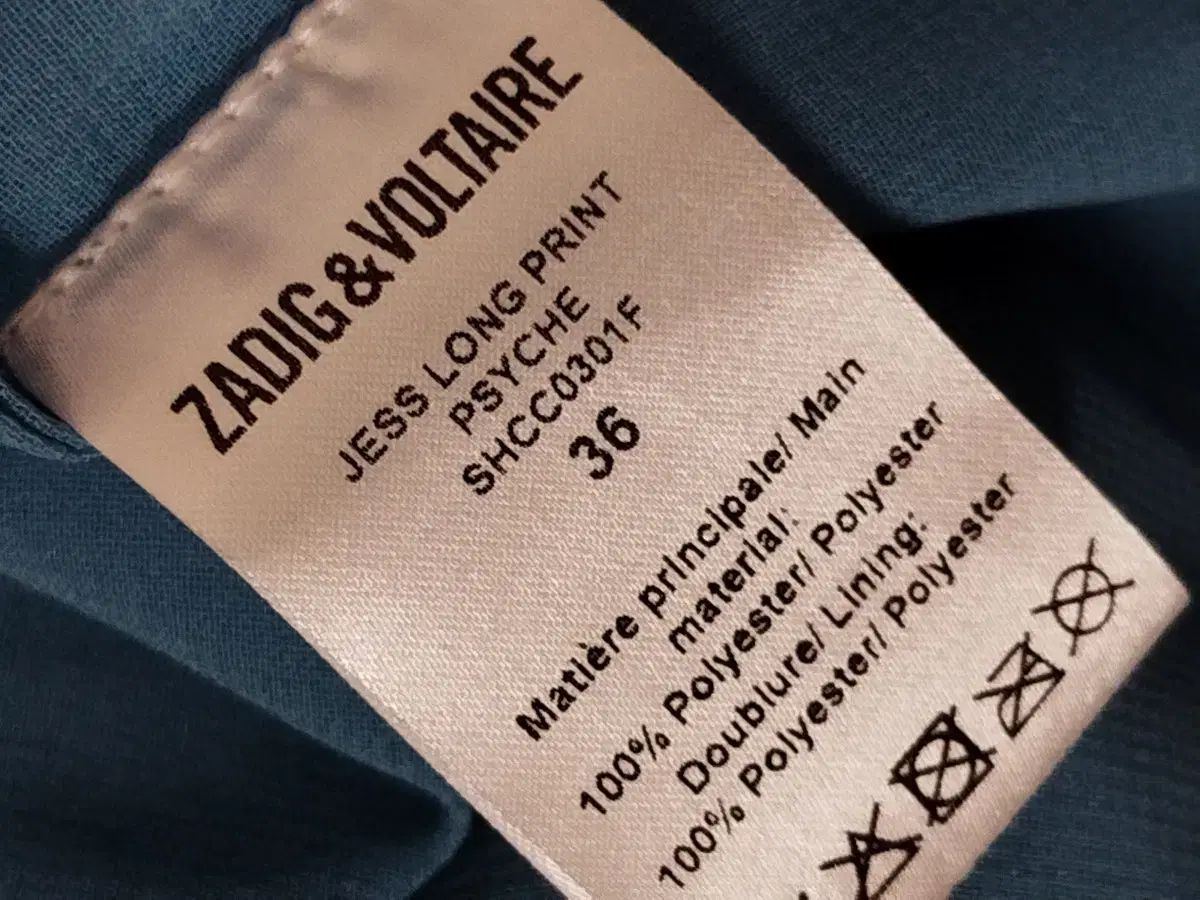 ZADIG&VOLTAIRE
JESS LONG PRINT
PSYCHE
SHCC0301F
36
Matière principale/ Main
material:
100% Polyester/ Polyester
Doublure/ Lining:
100% Polyester/ Polyester